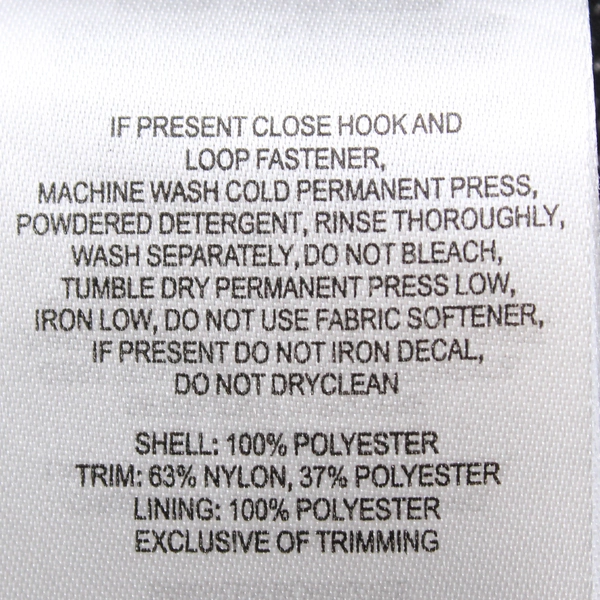 IF PRESENT CLOSE HOOK AND
LOOP FASTENER,
MACHINE WASH COLD PERMANENT PRESS,
POWDERED DETERGENT, RINSE THOROUGHLY,
WASH SEPARATELY, DO NOT BLEACH,
TUMBLE DRY PERMANENT PRESS LOW,
IRON LOW, DO NOT USE FABRIC SOFTENER,
IF PRESENT DO NOT IRON DECAL,
DO NOT DRYCLEAN
SHELL: 100% POLYESTER
TRIM: 63% NYLON, 37% POLYESTER
LINING: 100% POLYESTER
EXCLUSIVE OF TRIMMING